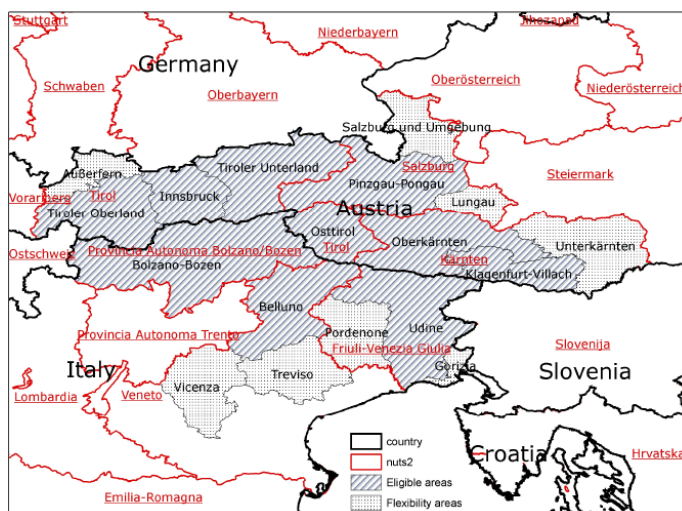 Stuttgart
Jihozápad
Niederbayern
Germany
Schwaben
Oberösterreich
Niederösterreich
Oberbayern
Salzburg und Umgebung
Außerfern
Tiroler Unterland
Salzburg
Steiermark
Vorarlberg
Tirol
Innsbruck
Pinzgau-Pongau
Tiroler Oberland
Austria
Lungau
Osttirol
Oberkärnten
Unterkärnten
Ostschweiz
Provincia Autonoma Bolzano/Bozen
Tirol
Bolzano-Bozen
Kärnten
Klagenfurt-Villach
Belluno
Provincia Autonoma Trento
Pordenone
Udine
Friuli-Venezia Giulia
Slovenija
Italy
Gorizia
Slovenia
Treviso
Vicenza
Lombardia
Veneto
country
Croatia
Hrvatska
nuts2
Eligible areas
Emilia-Romagna
Flexibility areas